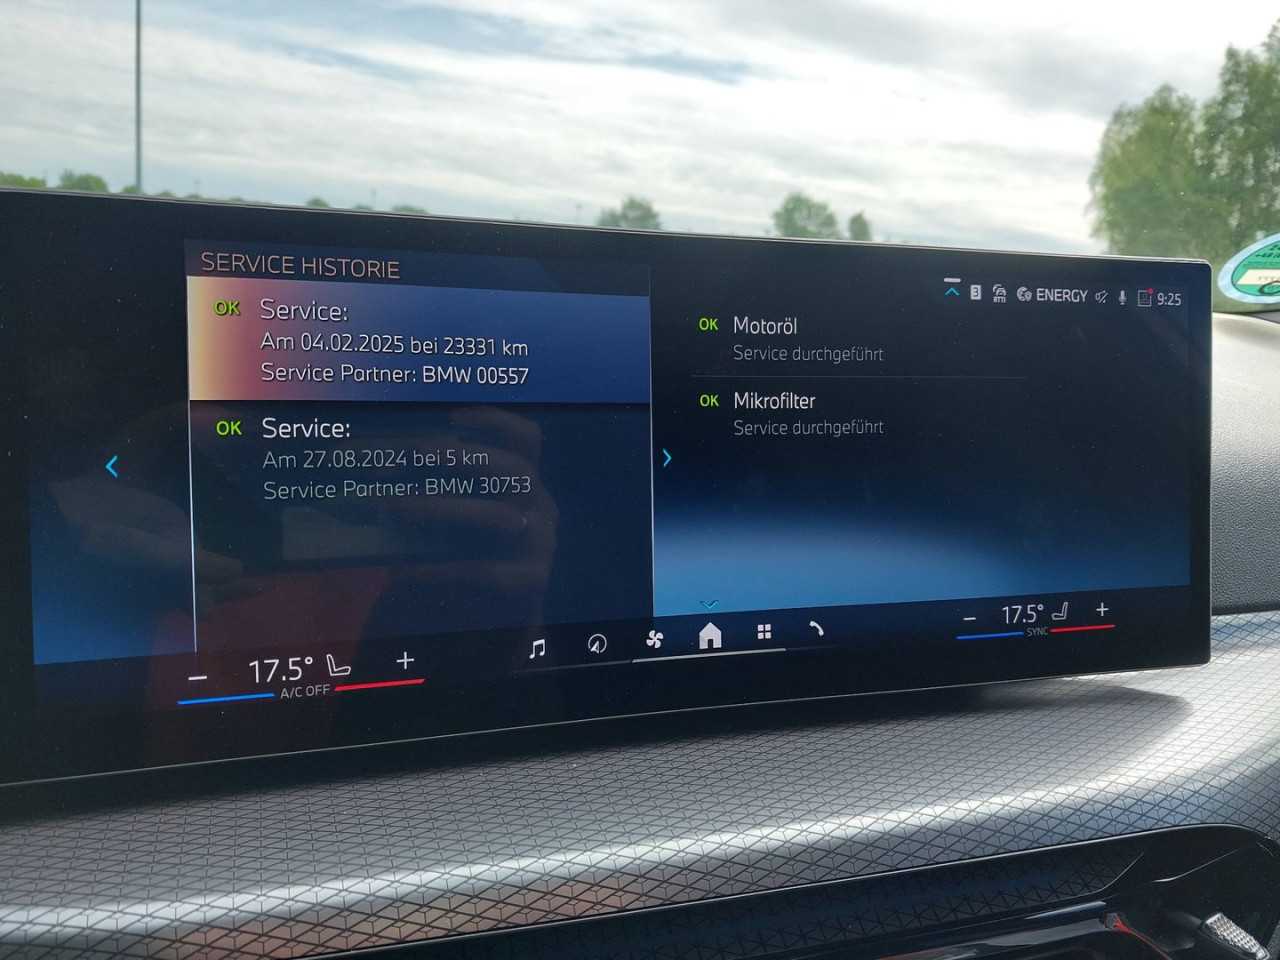 SERVICE HISTORIE
OK Service:
Am 04.02.2025 bei 23331 km
Service Partner: BMW 00557
OK Service:
Am 27.08.2024 bei 5 km
Service Partner: BMW 30753
3 RTTI ENERGY 9:25
OK Motoröl
Service durchgeführt
OK Mikrofilter
Service durchgeführt
− 17.5° +
A/C OFF
− 17.5° +
SYNC